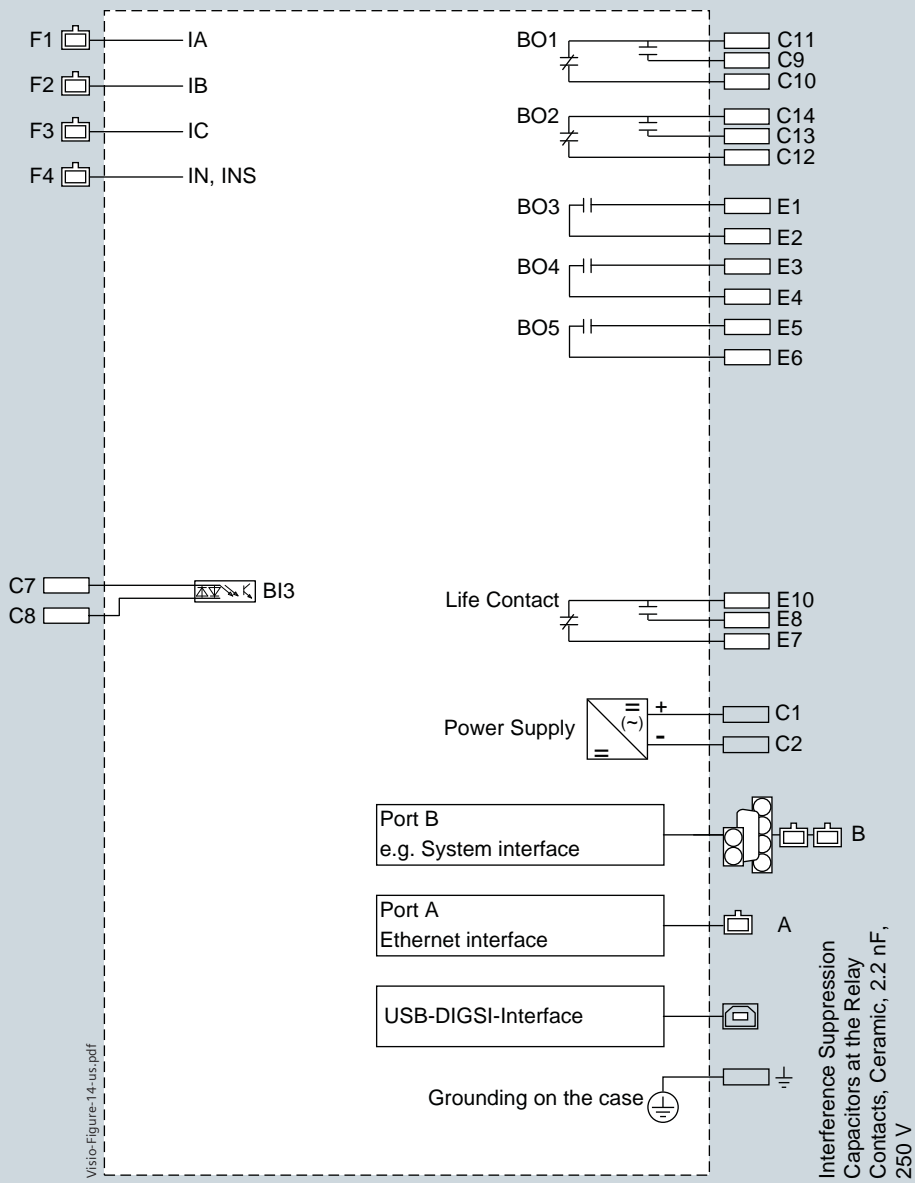 F1
IA
F2
IB
F3
IC
F4
IN, INS
BO1
C11
C9
C10
BO2
C14
C13
C12
BO3
E1
E2
BO4
E3
E4
BO5
E5
E6
C7
C8
BI3
Life Contact
E10
E8
E7
Power Supply
=
(~)
=
+
-
C1
C2
Port B
e.g. System interface
B
Port A
Ethernet interface
A
USB-DIGSI-Interface
Grounding on the case
Interference Suppression
Capacitors at the Relay
Contacts, Ceramic, 2.2 nF,
250 V
Visio-Figure-14-us.pdf